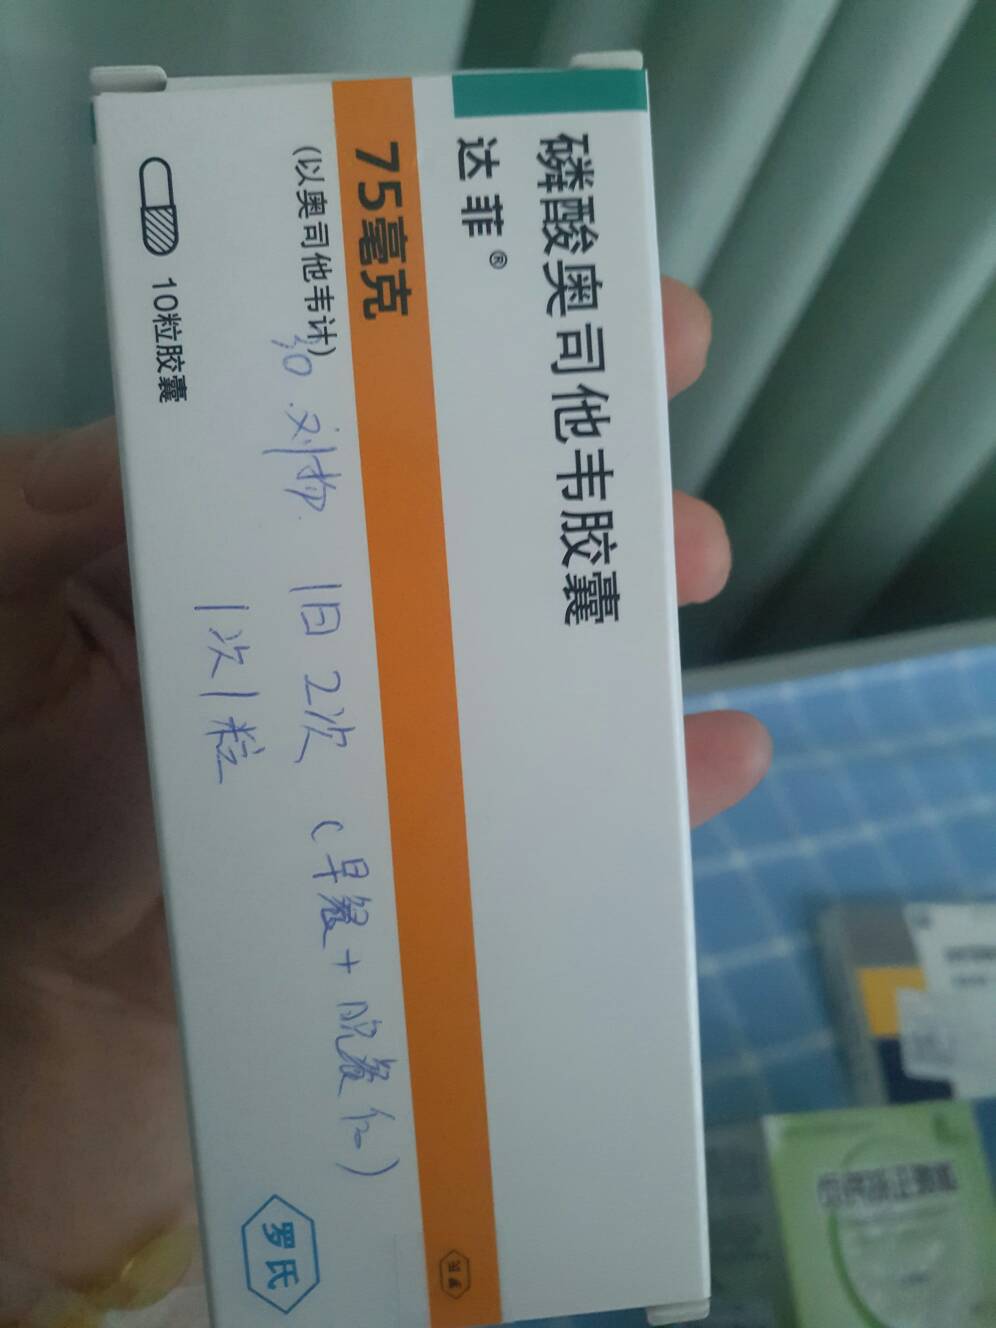 磷酸奥司他韦胶囊
达菲®
75毫克
(以奥司他韦计)
30.刘 1日2次 (早餐+晚餐后)
1次1粒
10粒胶囊
罗氏